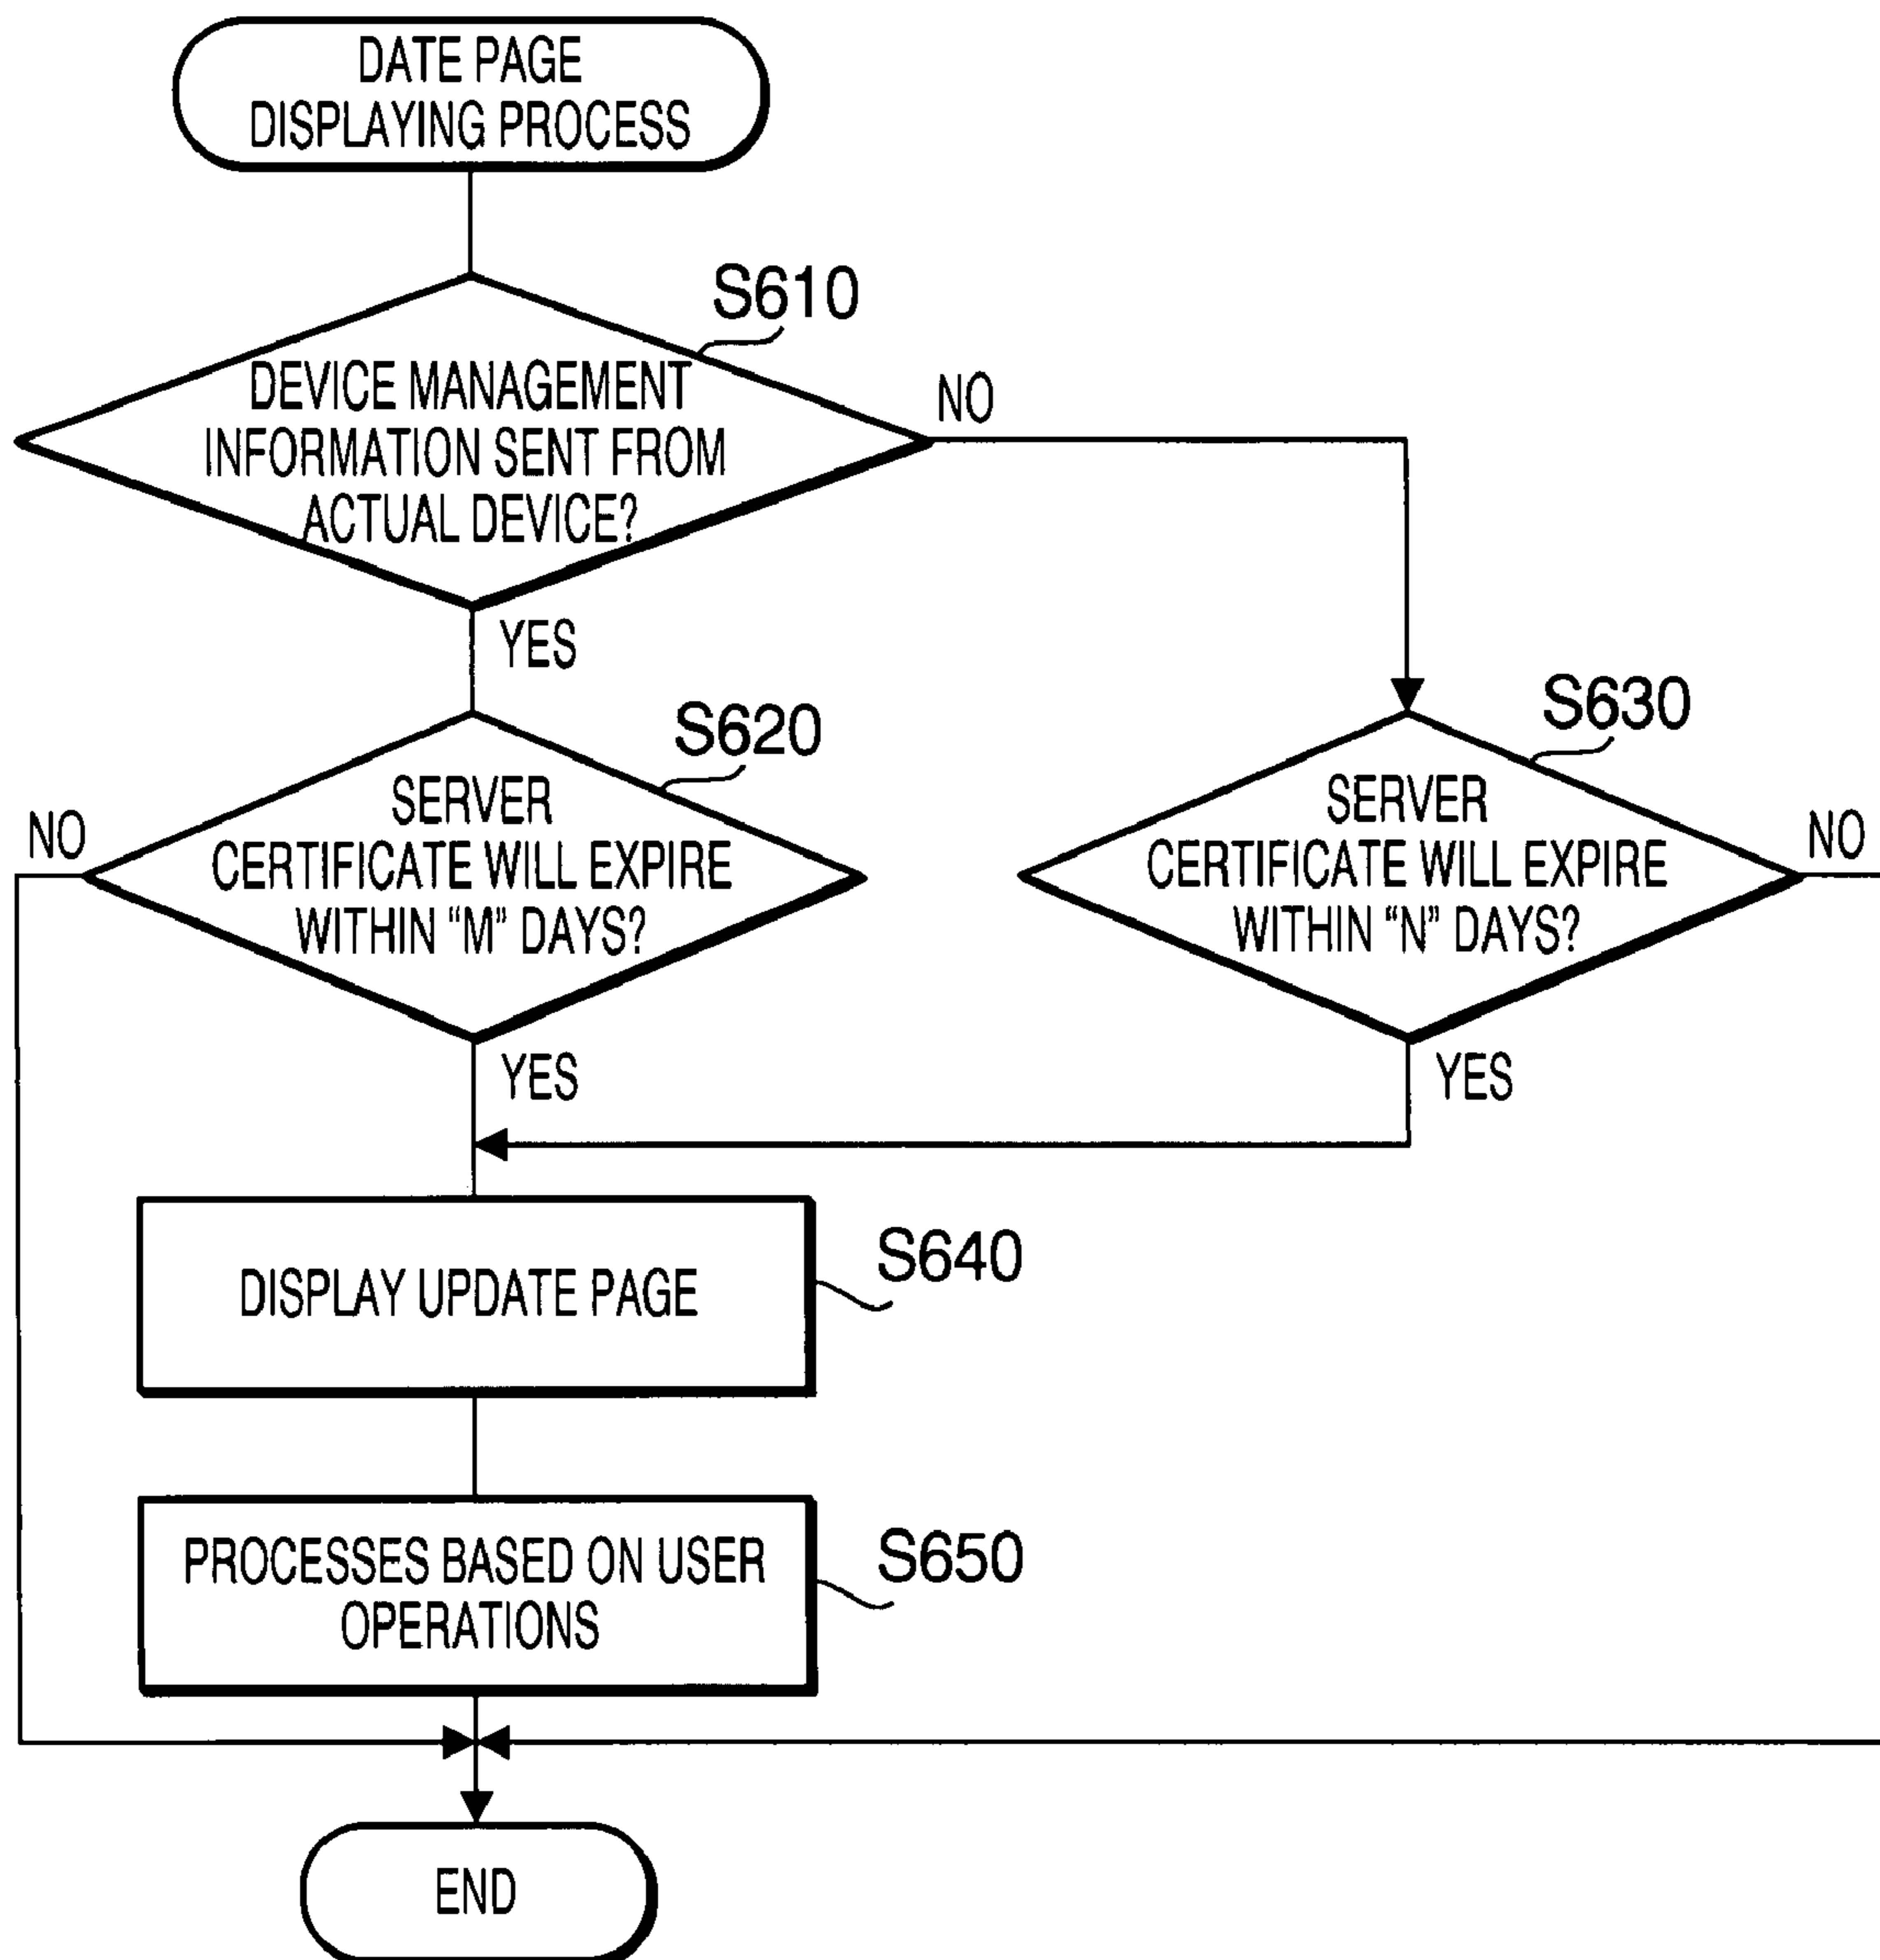 DATE PAGE
DISPLAYING PROCESS
S610
DEVICE MANAGEMENT
INFORMATION SENT FROM
ACTUAL DEVICE?
NO
YES
S620
SERVER
CERTIFICATE WILL EXPIRE
WITHIN “M” DAYS?
NO
YES
S630
SERVER
CERTIFICATE WILL EXPIRE
WITHIN “N” DAYS?
NO
YES
DISPLAY UPDATE PAGE
S640
PROCESSES BASED ON USER
OPERATIONS
S650
END